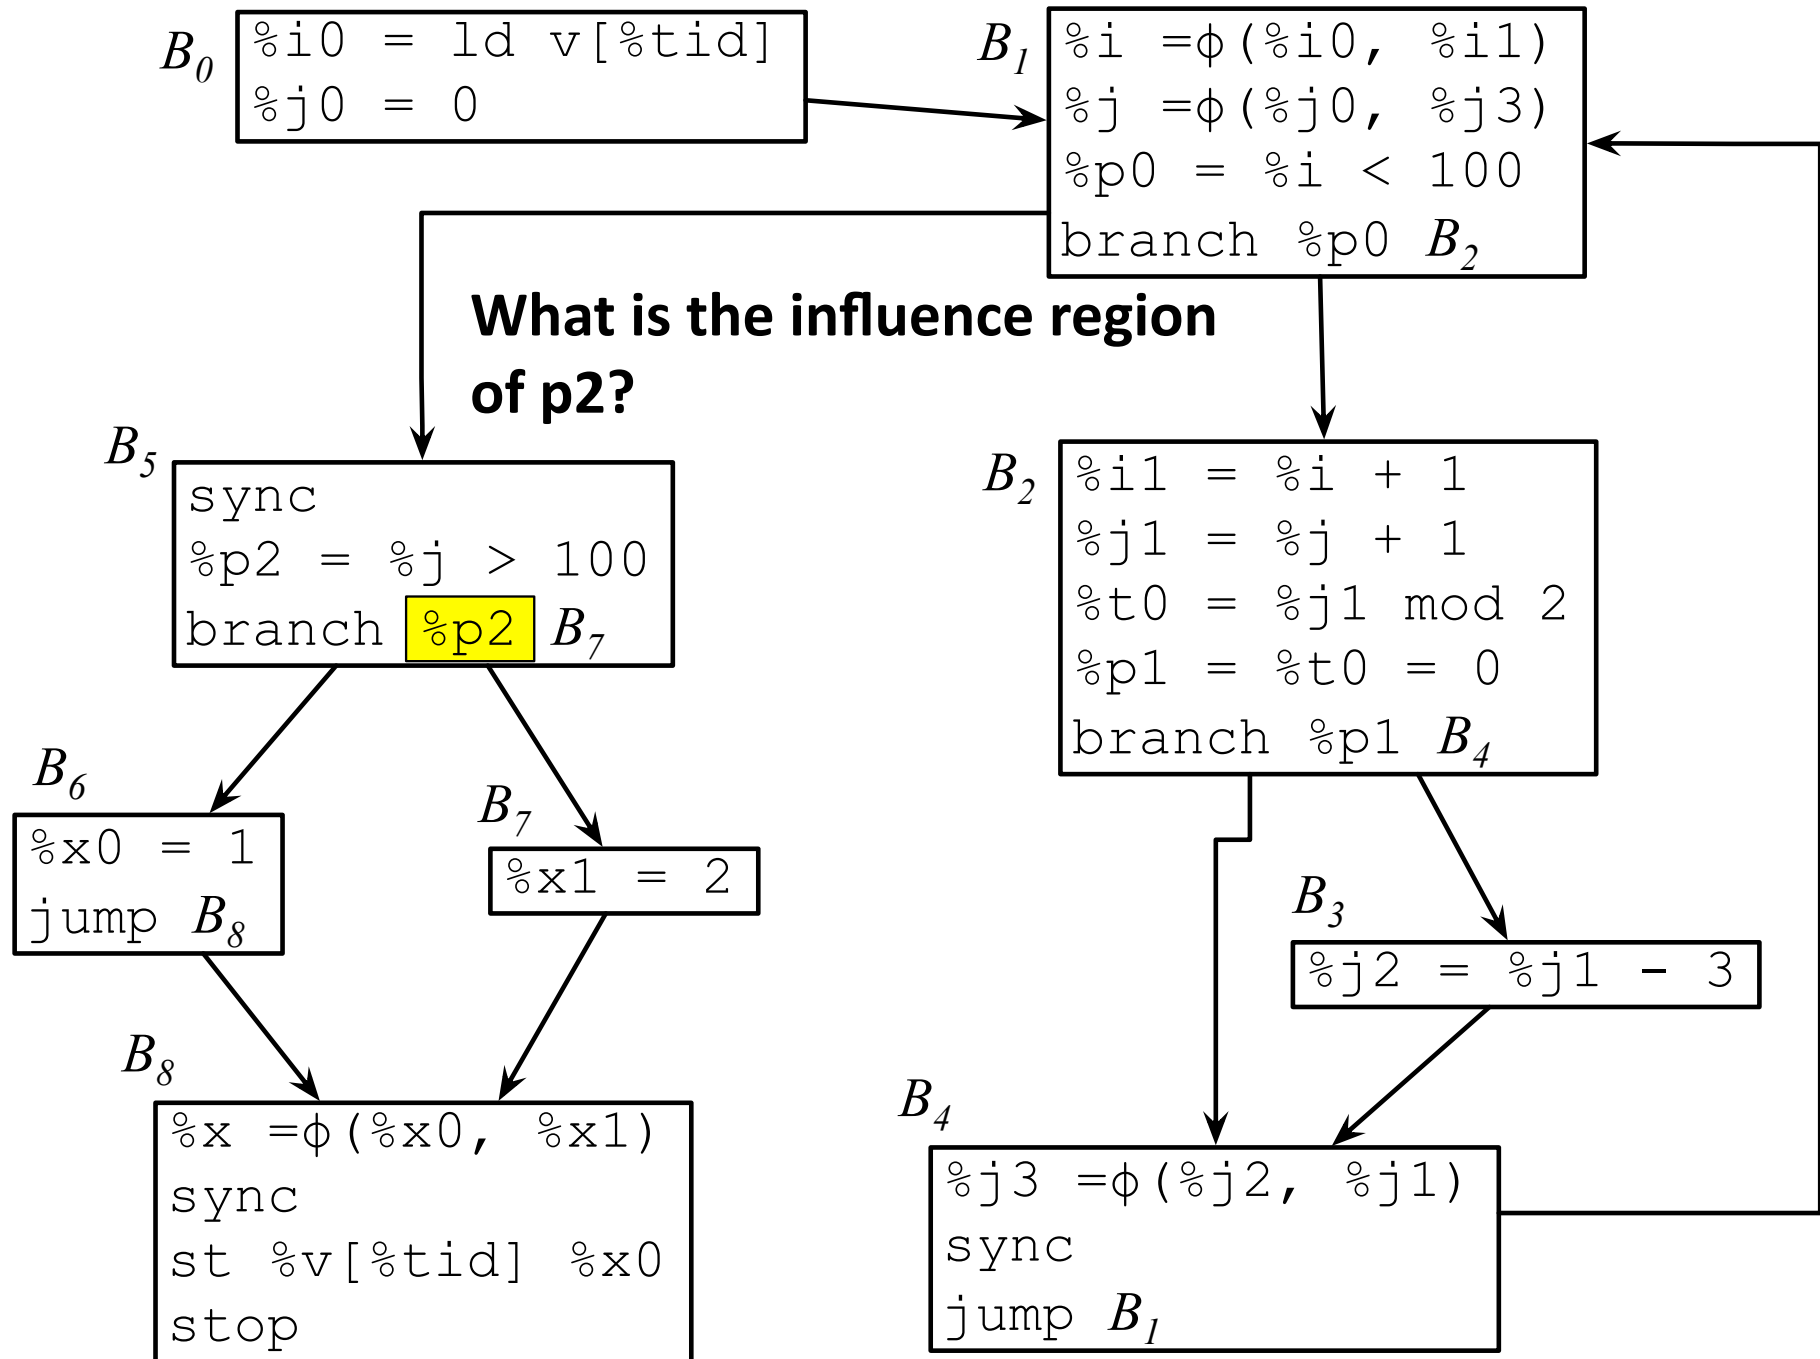 B0
%i0 = ld v[%tid]
%j0 = 0
B1
%i =ϕ(%i0, %i1)
%j =ϕ(%j0, %j3)
%p0 = %i < 100
branch %p0 B2
What is the influence region
of p2?
B5
sync
%p2 = %j > 100
branch %p2 B7
B2
%i1 = %i + 1
%j1 = %j + 1
%t0 = %j1 mod 2
%p1 = %t0 = 0
branch %p1 B4
B6
%x0 = 1
jump B8
B7
%x1 = 2
B3
%j2 = %j1 - 3
B8
%x =ϕ(%x0, %x1)
sync
st %v[%tid] %x0
stop
B4
%j3 =ϕ(%j2, %j1)
sync
jump B1